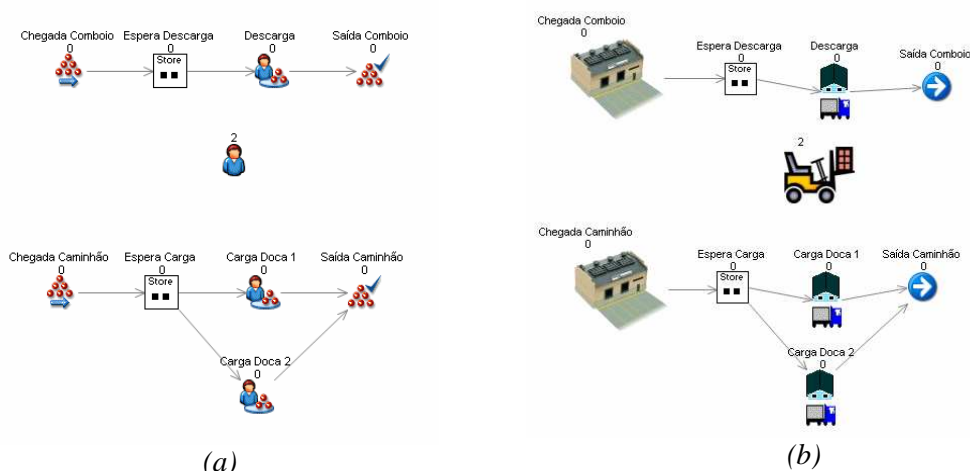 Chegada Comboio
0
Espera Descarga
0
Store
Descarga
0
Saída Comboio
0
2
Chegada Caminhão
0
Espera Carga
0
Store
Carga Doca 1
0
Saída Caminhão
0
Carga Doca 2
0
(a)
Chegada Comboio
0
Espera Descarga
0
Store
Descarga
0
Saída Comboio
0
2
Chegada Caminhão
0
Espera Carga
0
Store
Carga Doca 1
0
Saída Caminhão
0
Carga Doca 2
0
(b)